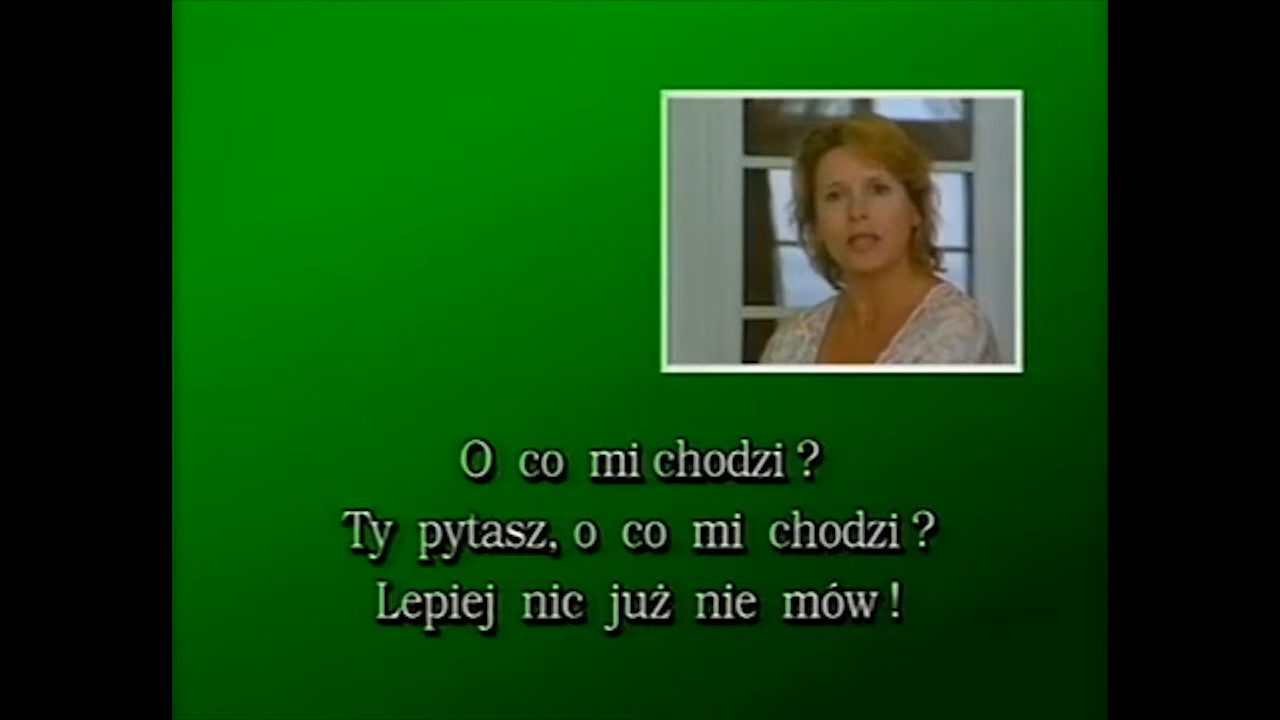 O co mi chodzi ?
Ty pytasz, o co mi chodzi ?
Lepiej nic już nie mów !